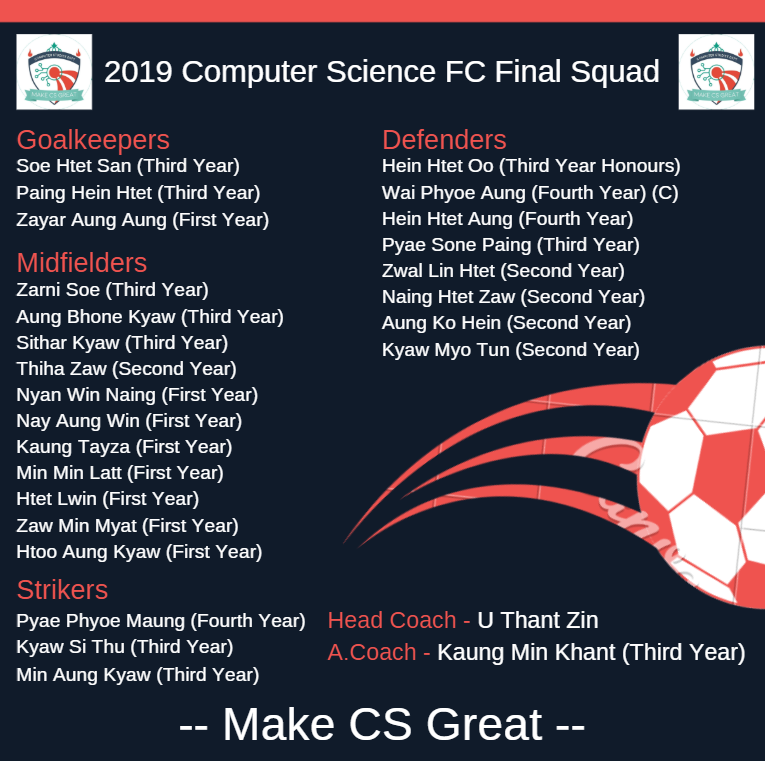 2019 Computer Science FC Final Squad
MAKE CS GREAT
MAKE CS GREAT
Goalkeepers
Soe Htet San (Third Year)
Paing Hein Htet (Third Year)
Zayar Aung Aung (First Year)
Midfielders
Zarni Soe (Third Year)
Aung Bhone Kyaw (Third Year)
Sithar Kyaw (Third Year)
Thiha Zaw (Second Year)
Nyan Win Naing (First Year)
Nay Aung Win (First Year)
Kaung Tayza (First Year)
Min Min Latt (First Year)
Htet Lwin (First Year)
Zaw Min Myat (First Year)
Htoo Aung Kyaw (First Year)
Strikers
Pyae Phyoe Maung (Fourth Year)
Kyaw Si Thu (Third Year)
Min Aung Kyaw (Third Year)
Defenders
Hein Htet Oo (Third Year Honours)
Wai Phyoe Aung (Fourth Year) (C)
Hein Htet Aung (Fourth Year)
Pyae Sone Paing (Third Year)
Zwal Lin Htet (Second Year)
Naing Htet Zaw (Second Year)
Aung Ko Hein (Second Year)
Kyaw Myo Tun (Second Year)
Head Coach - U Thant Zin
A.Coach - Kaung Min Khant (Third Year)
-- Make CS Great --